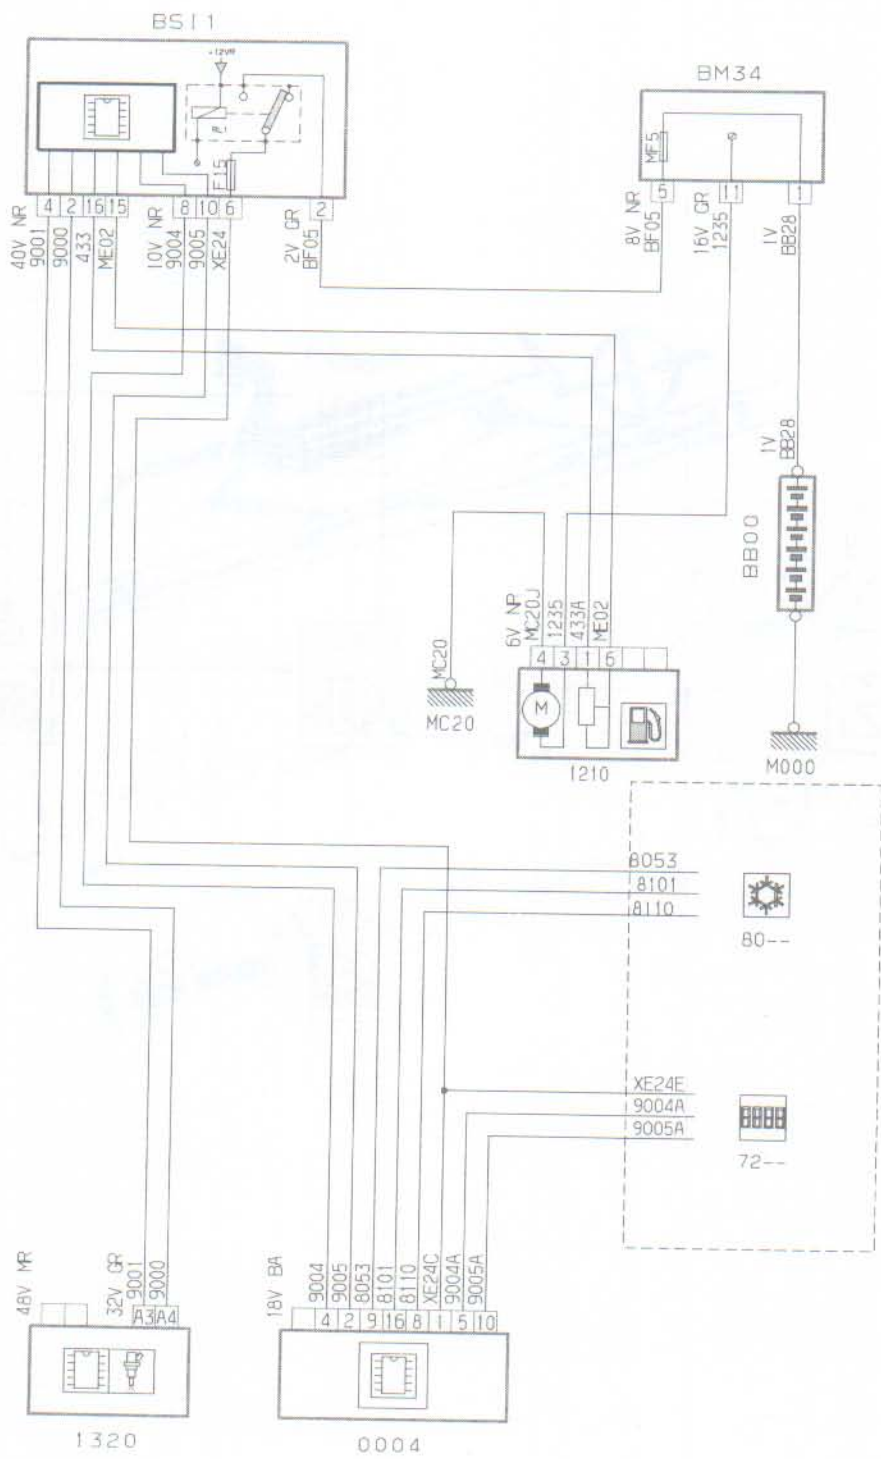 BSI1
+12VR
R
F15
4 2 16 15 8 10 6 2
40V NR
9001
9000
433
ME02
10V NR
9004
9005
XE24
2V GR
BF05
BM34
MF5
5 11 1
8V NR
BF05
16V GR
1235
1V
BB28
1V
BB28
BB00
M000
6V NR
MC20J
1235
433A
ME02
4 3 1 6
M
1210
MC20
MC20
8053
8101
8110
80--
XE24E
9004A
9005A
72--
48V MR
32V GR
9001
9000
A3 A4
1320
18V BA
9004
9005
8053
8101
8110
XE24C
9004A
9005A
4 2 9 16 8 1 5 10
0004